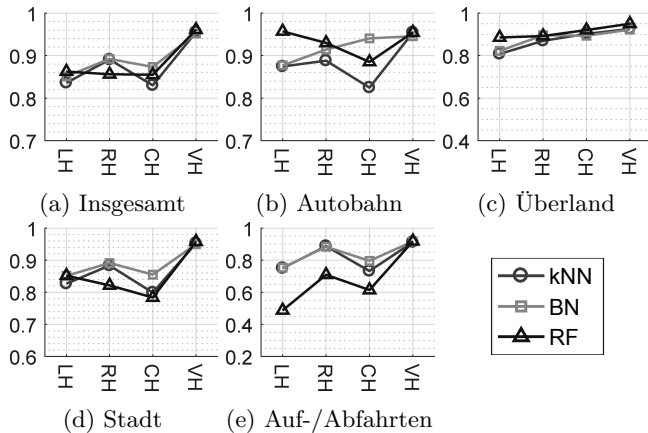 1
0.9
0.8
0.7
LH
RH
CH
VH
(a) Insgesamt
1
0.9
0.8
0.7
LH
RH
CH
VH
(b) Autobahn
1
0.8
0.6
0.4
LH
RH
CH
VH
(c) Überland
1
0.9
0.8
0.7
0.6
LH
RH
CH
VH
(d) Stadt
1
0.8
0.6
0.4
0.2
LH
RH
CH
VH
(e) Auf-/Abfahrten
kNN
BN
RF